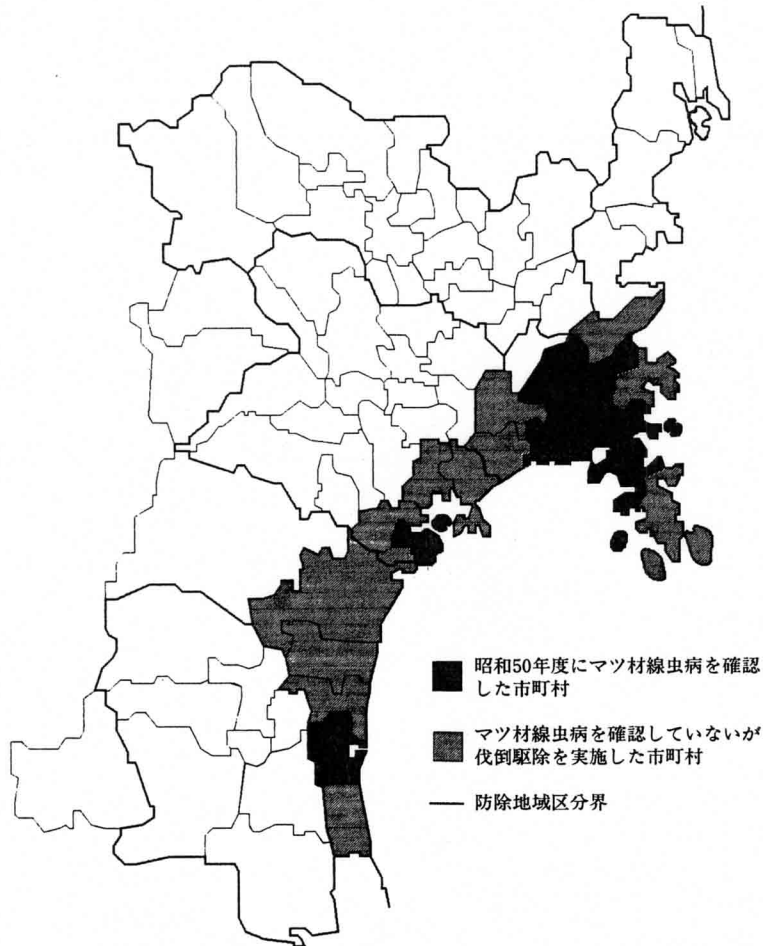 昭和50年度にマツ材線虫病を確認
した市町村
マツ材線虫病を確認していないが
伐倒駆除を実施した市町村
防除地域区分界